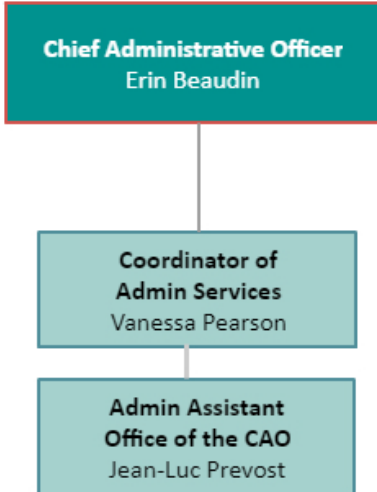 Chief Administrative Officer
Erin Beaudin
Coordinator of
Admin Services
Vanessa Pearson
Admin Assistant
Office of the CAO
Jean-Luc Prevost